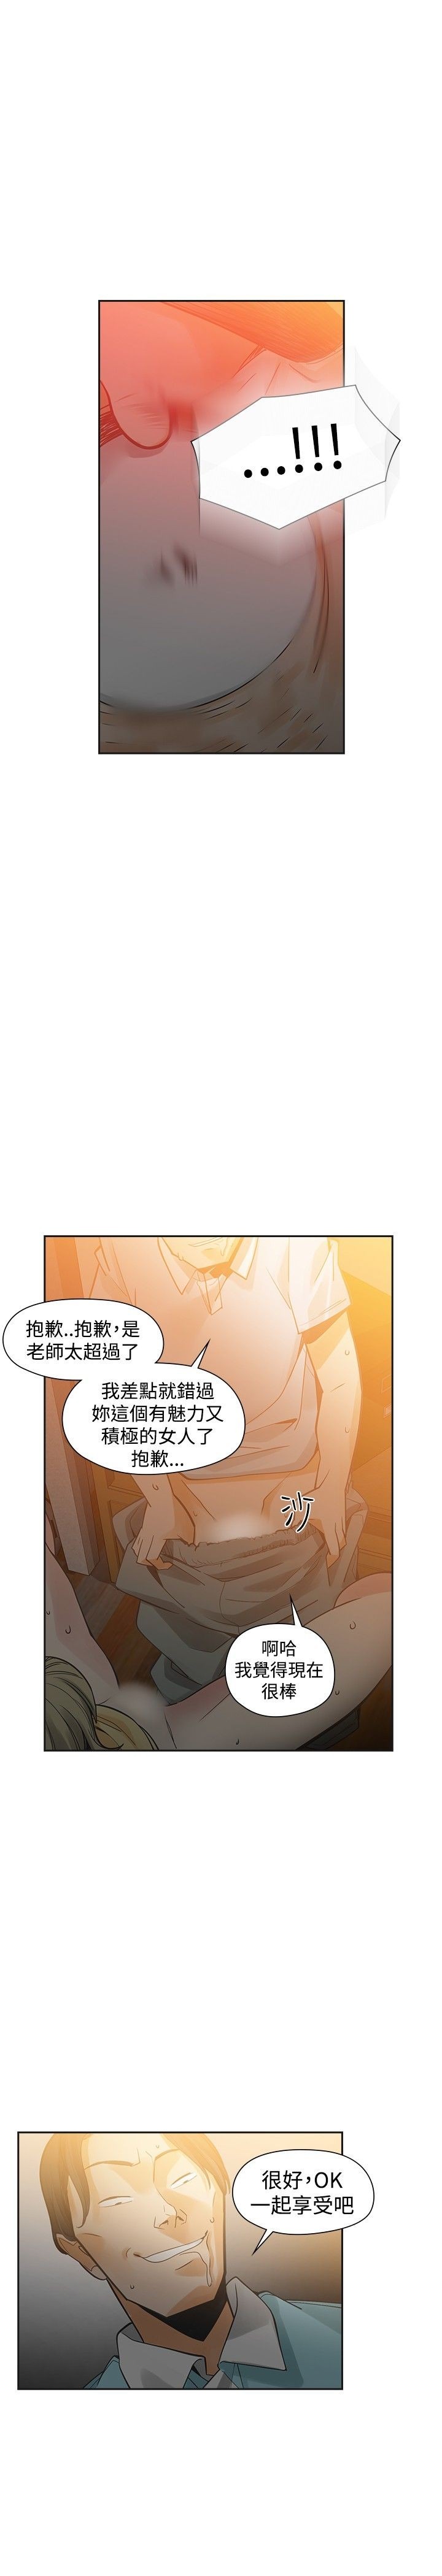 ...!!!
抱歉..抱歉，是
老師太超過了
我差點就錯過
妳這個有魅力又
積極的女人了
抱歉...
沙
啊哈
我覺得現在
很棒
很好，OK
一起享受吧